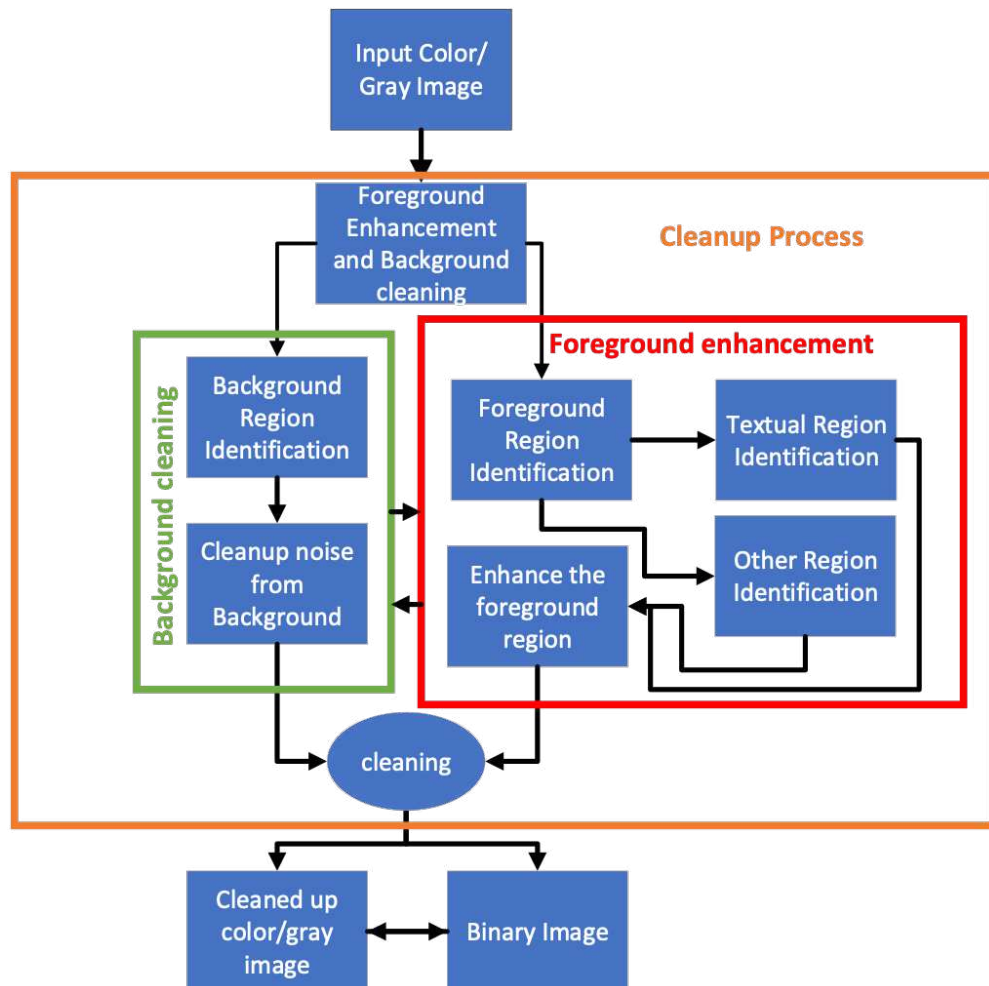 Input Color/
Gray Image
Foreground
Enhancement
and Background
cleaning
Cleanup Process
Background cleaning
Background
Region
Identification
Cleanup noise
from
Background
Foreground enhancement
Foreground
Region
Identification
Textual Region
Identification
Other Region
Identification
Enhance the
foreground
region
cleaning
Cleaned up
color/gray
image
Binary Image